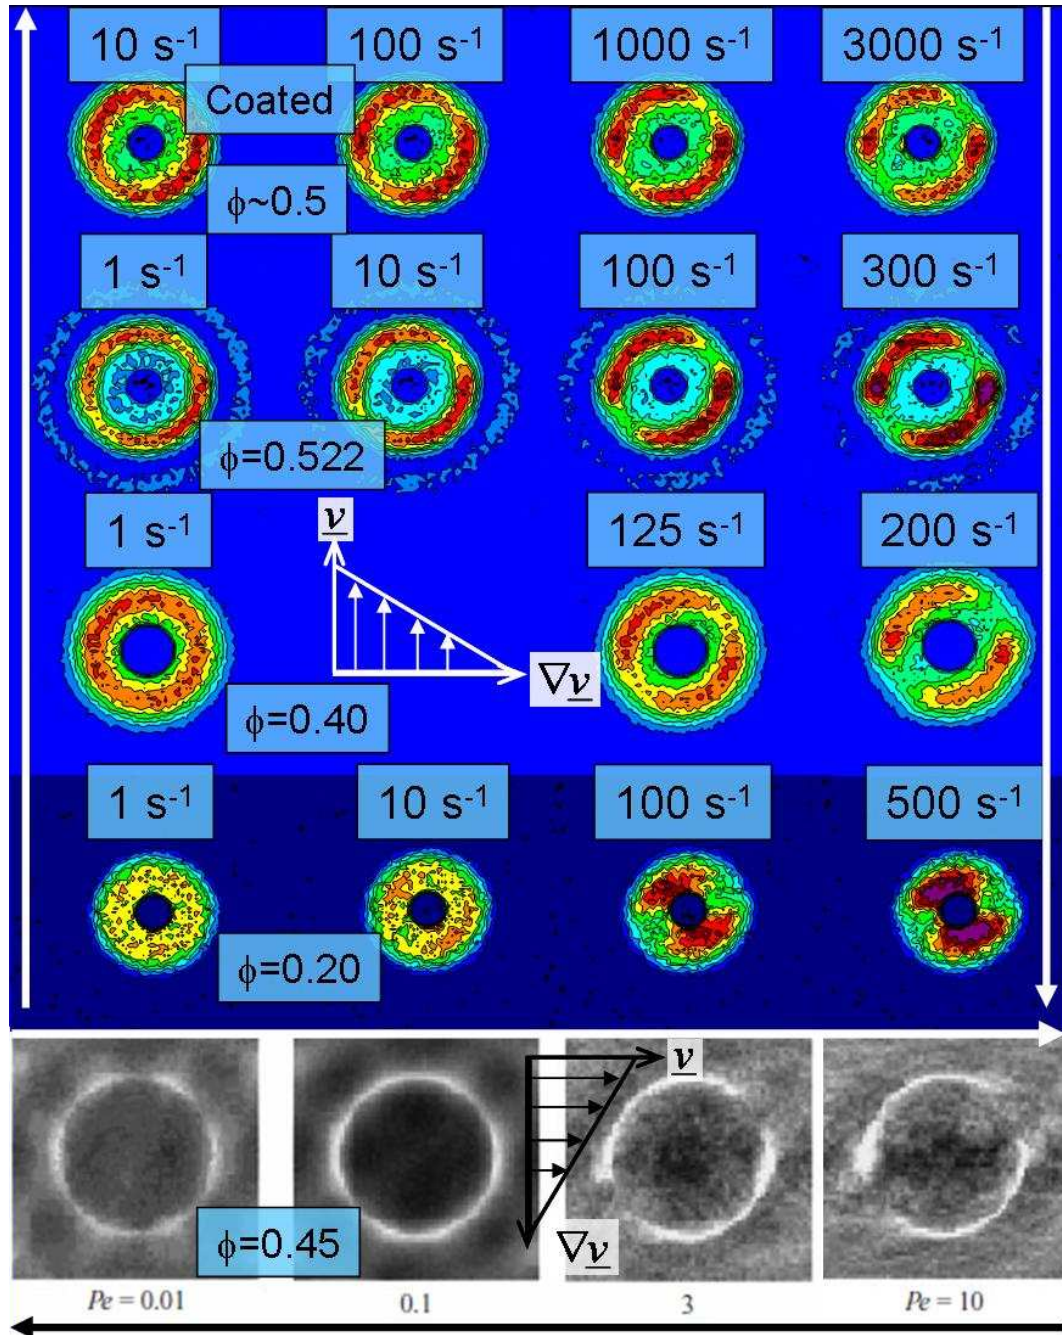 10 s⁻¹ 100 s⁻¹ 1000 s⁻¹ 3000 s⁻¹
Coated
ϕ~0.5
1 s⁻¹ 10 s⁻¹ 100 s⁻¹ 300 s⁻¹
ϕ=0.522
1 s⁻¹ 125 s⁻¹ 200 s⁻¹
v
∇v
ϕ=0.40
1 s⁻¹ 10 s⁻¹ 100 s⁻¹ 500 s⁻¹
ϕ=0.20
v
∇v
ϕ=0.45
Pe = 0.01 0.1 3 Pe = 10